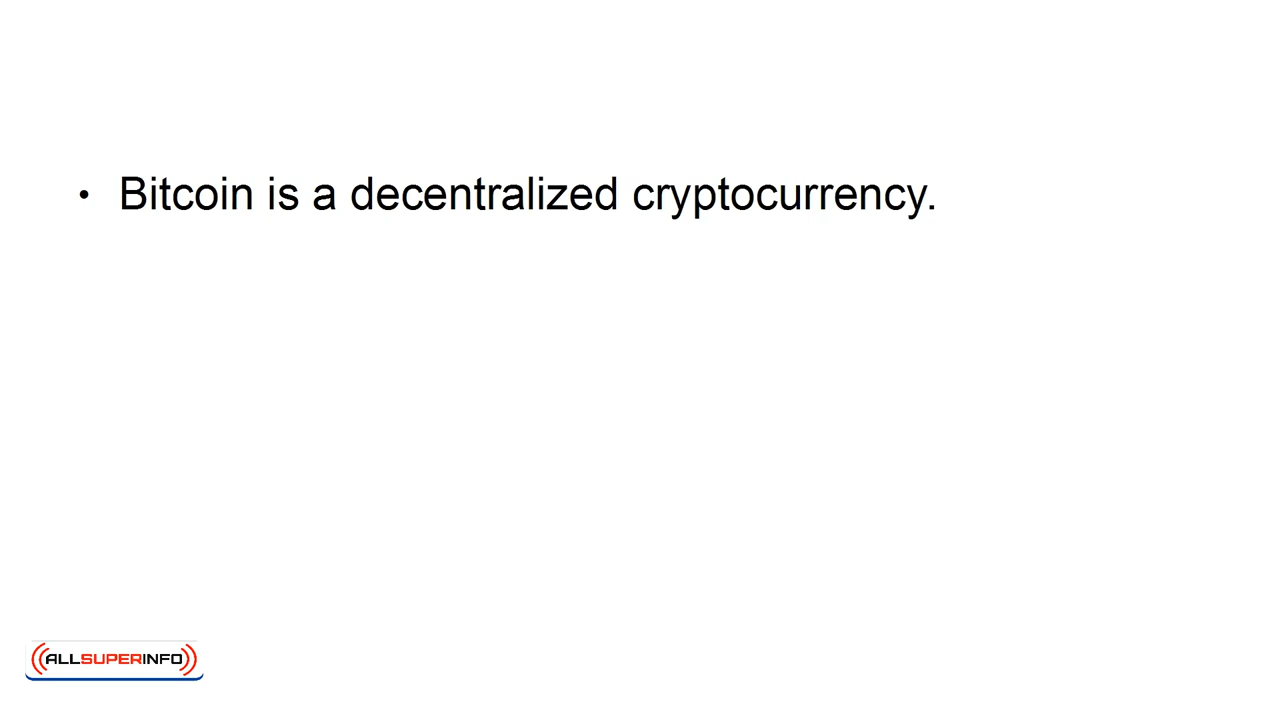 • Bitcoin is a decentralized cryptocurrency.
ALLSUPERINFO